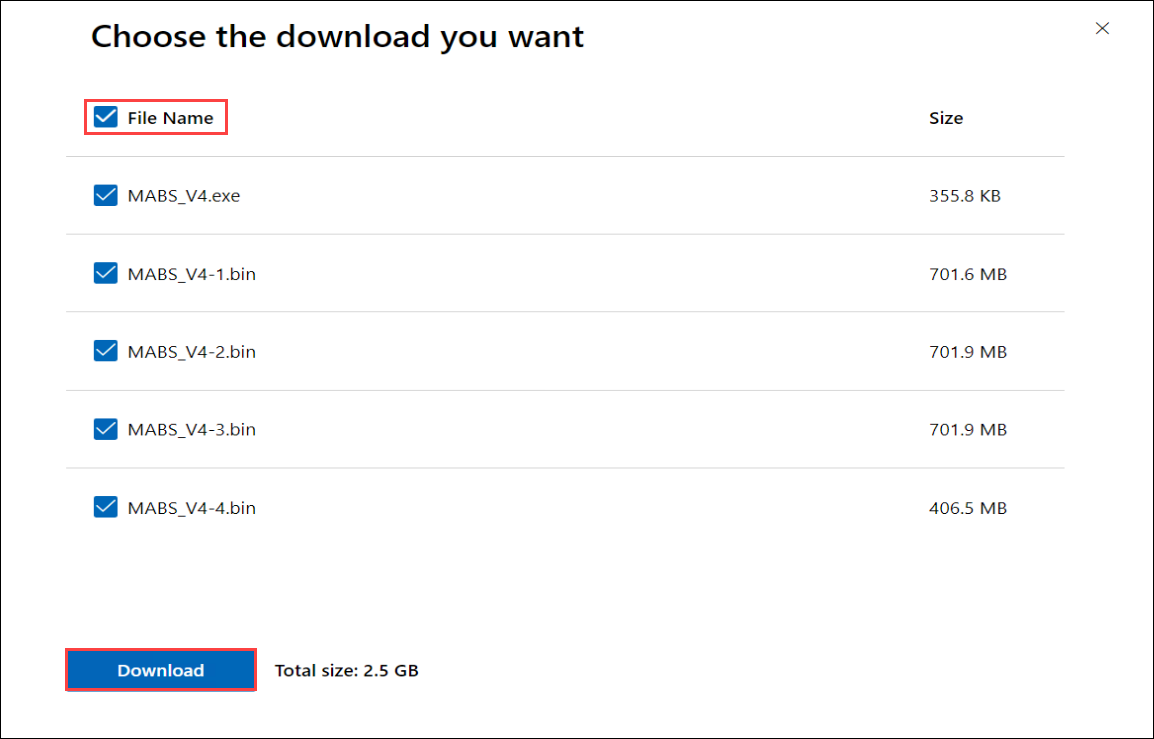 Choose the download you want
File Name Size
MABS_V4.exe 355.8 KB
MABS_V4-1.bin 701.6 MB
MABS_V4-2.bin 701.9 MB
MABS_V4-3.bin 701.9 MB
MABS_V4-4.bin 406.5 MB
Download Total size: 2.5 GB